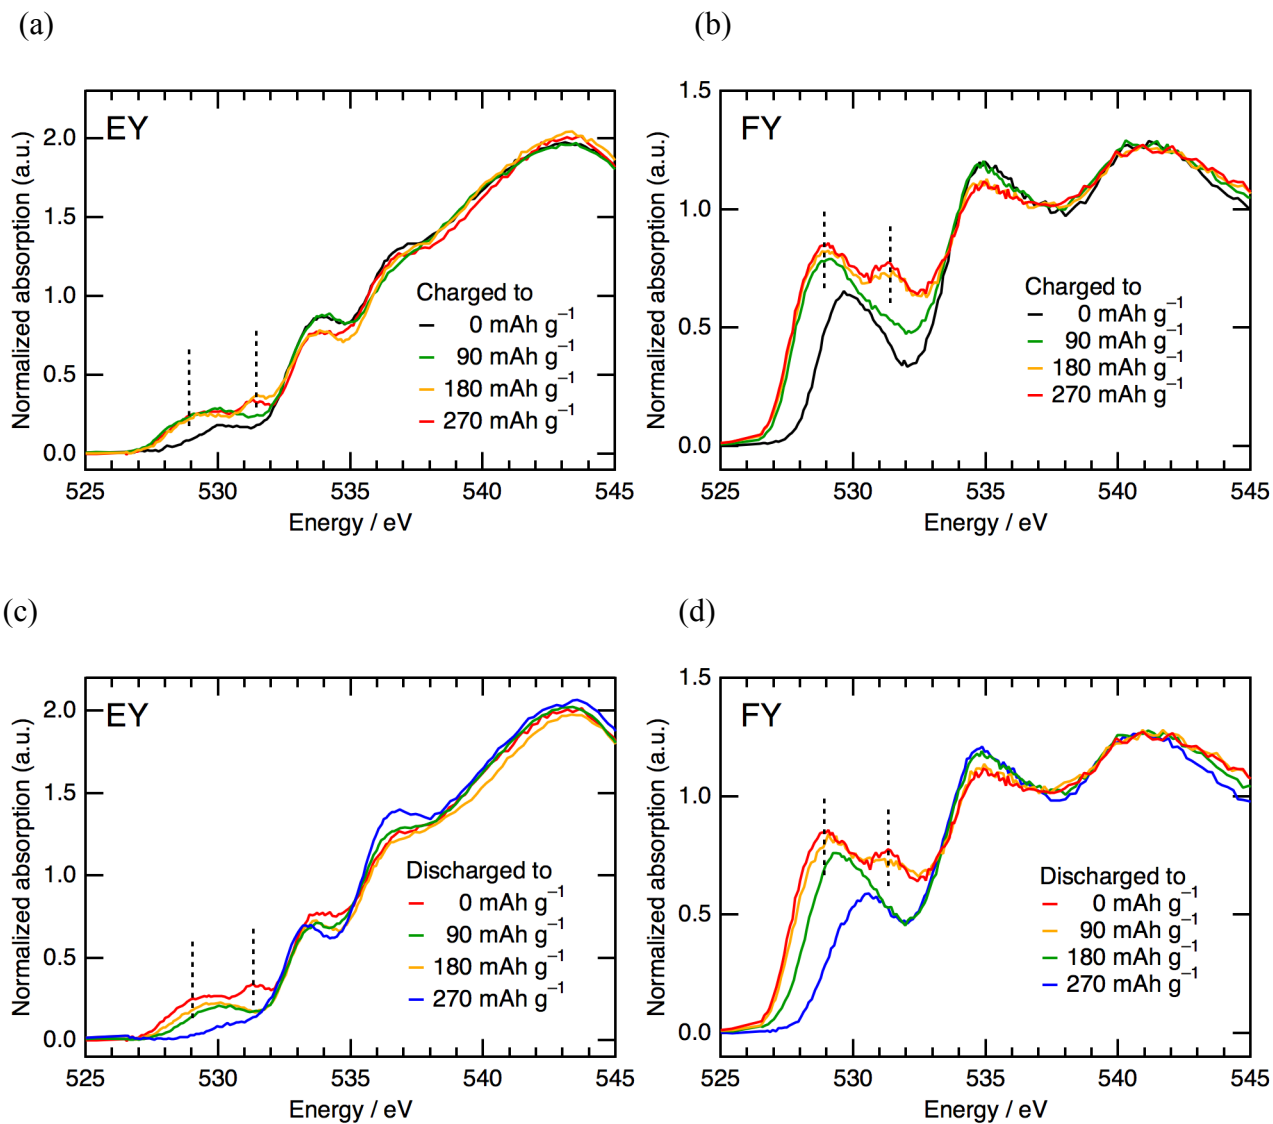 (a)
EY
Normalized absorption (a.u.)
2.0
1.5
1.0
0.5
0.0
Charged to
0 mAh g⁻¹
90 mAh g⁻¹
180 mAh g⁻¹
270 mAh g⁻¹
525 530 535 540 545
Energy / eV
(b)
FY
Normalized absorption (a.u.)
1.5
1.0
0.5
0.0
Charged to
0 mAh g⁻¹
90 mAh g⁻¹
180 mAh g⁻¹
270 mAh g⁻¹
525 530 535 540 545
Energy / eV
(c)
EY
Normalized absorption (a.u.)
2.0
1.5
1.0
0.5
0.0
Discharged to
0 mAh g⁻¹
90 mAh g⁻¹
180 mAh g⁻¹
270 mAh g⁻¹
525 530 535 540 545
Energy / eV
(d)
FY
Normalized absorption (a.u.)
1.5
1.0
0.5
0.0
Discharged to
0 mAh g⁻¹
90 mAh g⁻¹
180 mAh g⁻¹
270 mAh g⁻¹
525 530 535 540 545
Energy / eV